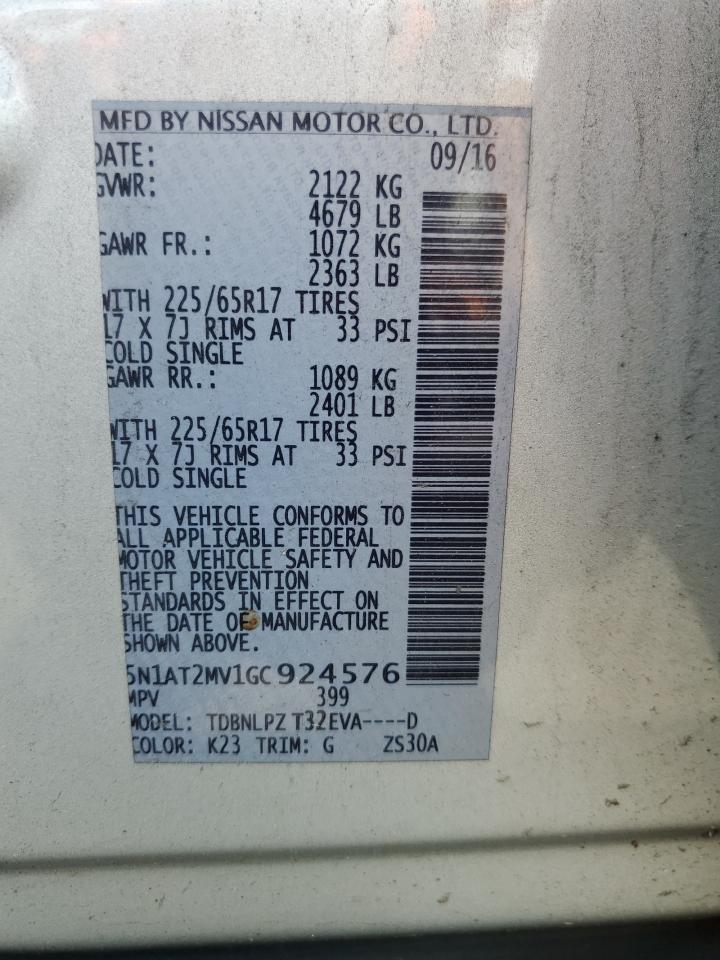 MFD BY NISSAN MOTOR CO., LTD.
DATE: 09/16
GVWR: 2122 KG
4679 LB
GAWR FR.: 1072 KG
2363 LB
WITH 225/65R17 TIRES
17 X 7J RIMS AT 33 PSI
COLD SINGLE
GAWR RR.: 1089 KG
2401 LB
WITH 225/65R17 TIRES
17 X 7J RIMS AT 33 PSI
COLD SINGLE
THIS VEHICLE CONFORMS TO
ALL APPLICABLE FEDERAL
MOTOR VEHICLE SAFETY AND
THEFT PREVENTION
STANDARDS IN EFFECT ON
THE DATE OF MANUFACTURE
SHOWN ABOVE.
5N1AT2MV1GC924576
MPV 399
MODEL: TDBNLPZ T32EVA----D
COLOR: K23 TRIM: G ZS30A